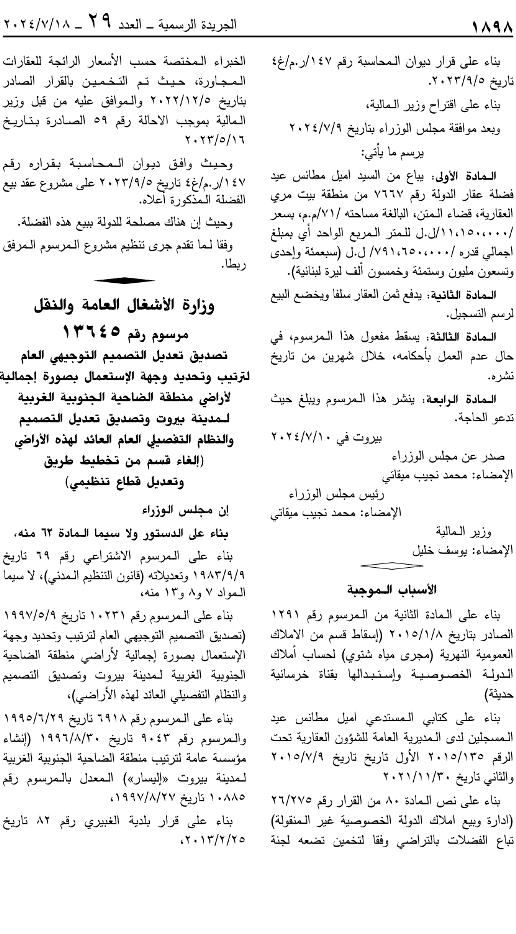 ١٨٩٨
الجريدة الرسمية ــ العدد ٢٩ ــ ٢٠٢٤/٧/١٨
بناء على قرار ديوان المحاسبة رقم ١٤٧/ر.م/غ٤
تاريخ ٢٠٢٣/٩/٥.
بناء على اقتراح وزير المالية،
وبعد موافقة مجلس الوزراء بتاريخ ٢٠٢٤/٧/٩
يرسم ما يأتي:
المادة الأولى: يباع من السيد اميل مطانس عيد
فضلة عقار الدولة رقم ٧٦٦٧ من منطقة بيت مري
العقارية، قضاء المتن، البالغة مساحته /٧١/م.م، بسعر
/١١،١٥٠،٠٠٠/ل.ل للمتر المربع الواحد أي بمبلغ
اجمالي قدره /٧٩١،٦٥٠،٠٠٠/ ل.ل (سبعمئة وإحدى
وتسعون مليون وستمئة وخمسون ألف ليرة لبنانية).
المادة الثانية: يدفع ثمن العقار سلفا ويخضع البيع
لرسم التسجيل.
المادة الثالثة: يسقط مفعول هذا المرسوم، في
حال عدم العمل بأحكامه، خلال شهرين من تاريخ
نشره.
المادة الرابعة: ينشر هذا المرسوم ويبلغ حيث
تدعو الحاجة.
بيروت في ٢٠٢٤/٧/١٠
صدر عن مجلس الوزراء
الإمضاء: محمد نجيب ميقاتي
رئيس مجلس الوزراء
الإمضاء: محمد نجيب ميقاتي
وزير المالية
الإمضاء: يوسف خليل
الأسباب الموجبة
بناء على المادة الثانية من المرسوم رقم ١٢٩١
الصادر بتاريخ ٢٠١٥/١/٨ (إسقاط قسم من الاملاك
العمومية النهرية (مجرى مياه شتوي) لحساب أملاك
الدولة الخصوصية وإستبدالها بقناة خرسانية
حديثة)
بناء على كتابي المستدعي اميل مطانس عيد
المسجلين لدى المديرية العامة للشؤون العقارية تحت
الرقم ٢٠١٥/١٣٥ الأول تاريخ تاريخ ٢٠١٥/٧/٩
والثاني تاريخ ٢٠٢١/١١/٣٠
بناء على نص المادة ٨٠ من القرار رقم ٢٦/٢٧٥
(ادارة وبيع املاك الدولة الخصوصية غير المنقولة)
تباع الفضلات بالتراضي وفقا لتخمين تضعه لجنة
الخبراء المختصة حسب الأسعار الرائجة للعقارات
المجاورة، حيث تم التخمين بالقرار الصادر
بتاريخ ٢٠٢٢/١٢/٥ والموافق عليه من قبل وزير
المالية بموجب الاحالة رقم ٥٩ الصادرة بتاريخ
٢٠٢٣/٥/١٦
وحيث وافق ديوان المحاسبة بقراره رقم
١٤٧/ر.م/غ٤ تاريخ ٢٠٢٣/٩/٥ على مشروع عقد بيع
الفضلة المذكورة أعلاه.
وحيث إن هناك مصلحة للدولة ببيع هذه الفضلة.
وفقا لما تقدم جرى تنظيم مشروع المرسوم المرفق
ربطا.
وزارة الأشغال العامة والنقل
مرسوم رقم ١٣٦٤٥
تصديق تعديل التصميم التوجيهي العام
لترتيب وتحديد وجهة الإستعمال بصورة إجمالية
لأراضي منطقة الضاحية الجنوبية الغربية
لمدينة بيروت وتصديق تعديل التصميم
والنظام التفصيلي العام العائد لهذه الأراضي
(إلغاء قسم من تخطيط طريق
وتعديل قطاع تنظيمي)
إن مجلس الوزراء
بناء على الدستور ولا سيما المادة ٦٢ منه،
بناء على المرسوم الاشتراعي رقم ٦٩ تاريخ
١٩٨٣/٩/٩ وتعديلاته (قانون التنظيم المدني)، لا سيما
المواد ٧ و٨ و١٣ منه،
بناء على المرسوم رقم ١٠٢٣١ تاريخ ١٩٩٧/٥/٩
(تصديق التصميم التوجيهي العام لترتيب وتحديد وجهة
الإستعمال بصورة إجمالية لأراضي منطقة الضاحية
الجنوبية الغربية لمدينة بيروت وتصديق التصميم
والنظام التفصيلي العائد لهذه الأراضي)،
بناء على المرسوم رقم ٦٩١٨ تاريخ ١٩٩٥/٦/٢٩
والمرسوم رقم ٩٠٤٣ تاريخ ١٩٩٦/٨/٣٠ (إنشاء
مؤسسة عامة لترتيب منطقة الضاحية الجنوبية الغربية
لمدينة بيروت «إليسار») المعدل بالمرسوم رقم
١٠٨٨٥ تاريخ ١٩٩٧/٨/٢٧،
بناء على قرار بلدية الغبيري رقم ٨٢ تاريخ
٢٠١٣/٢/٢٥،